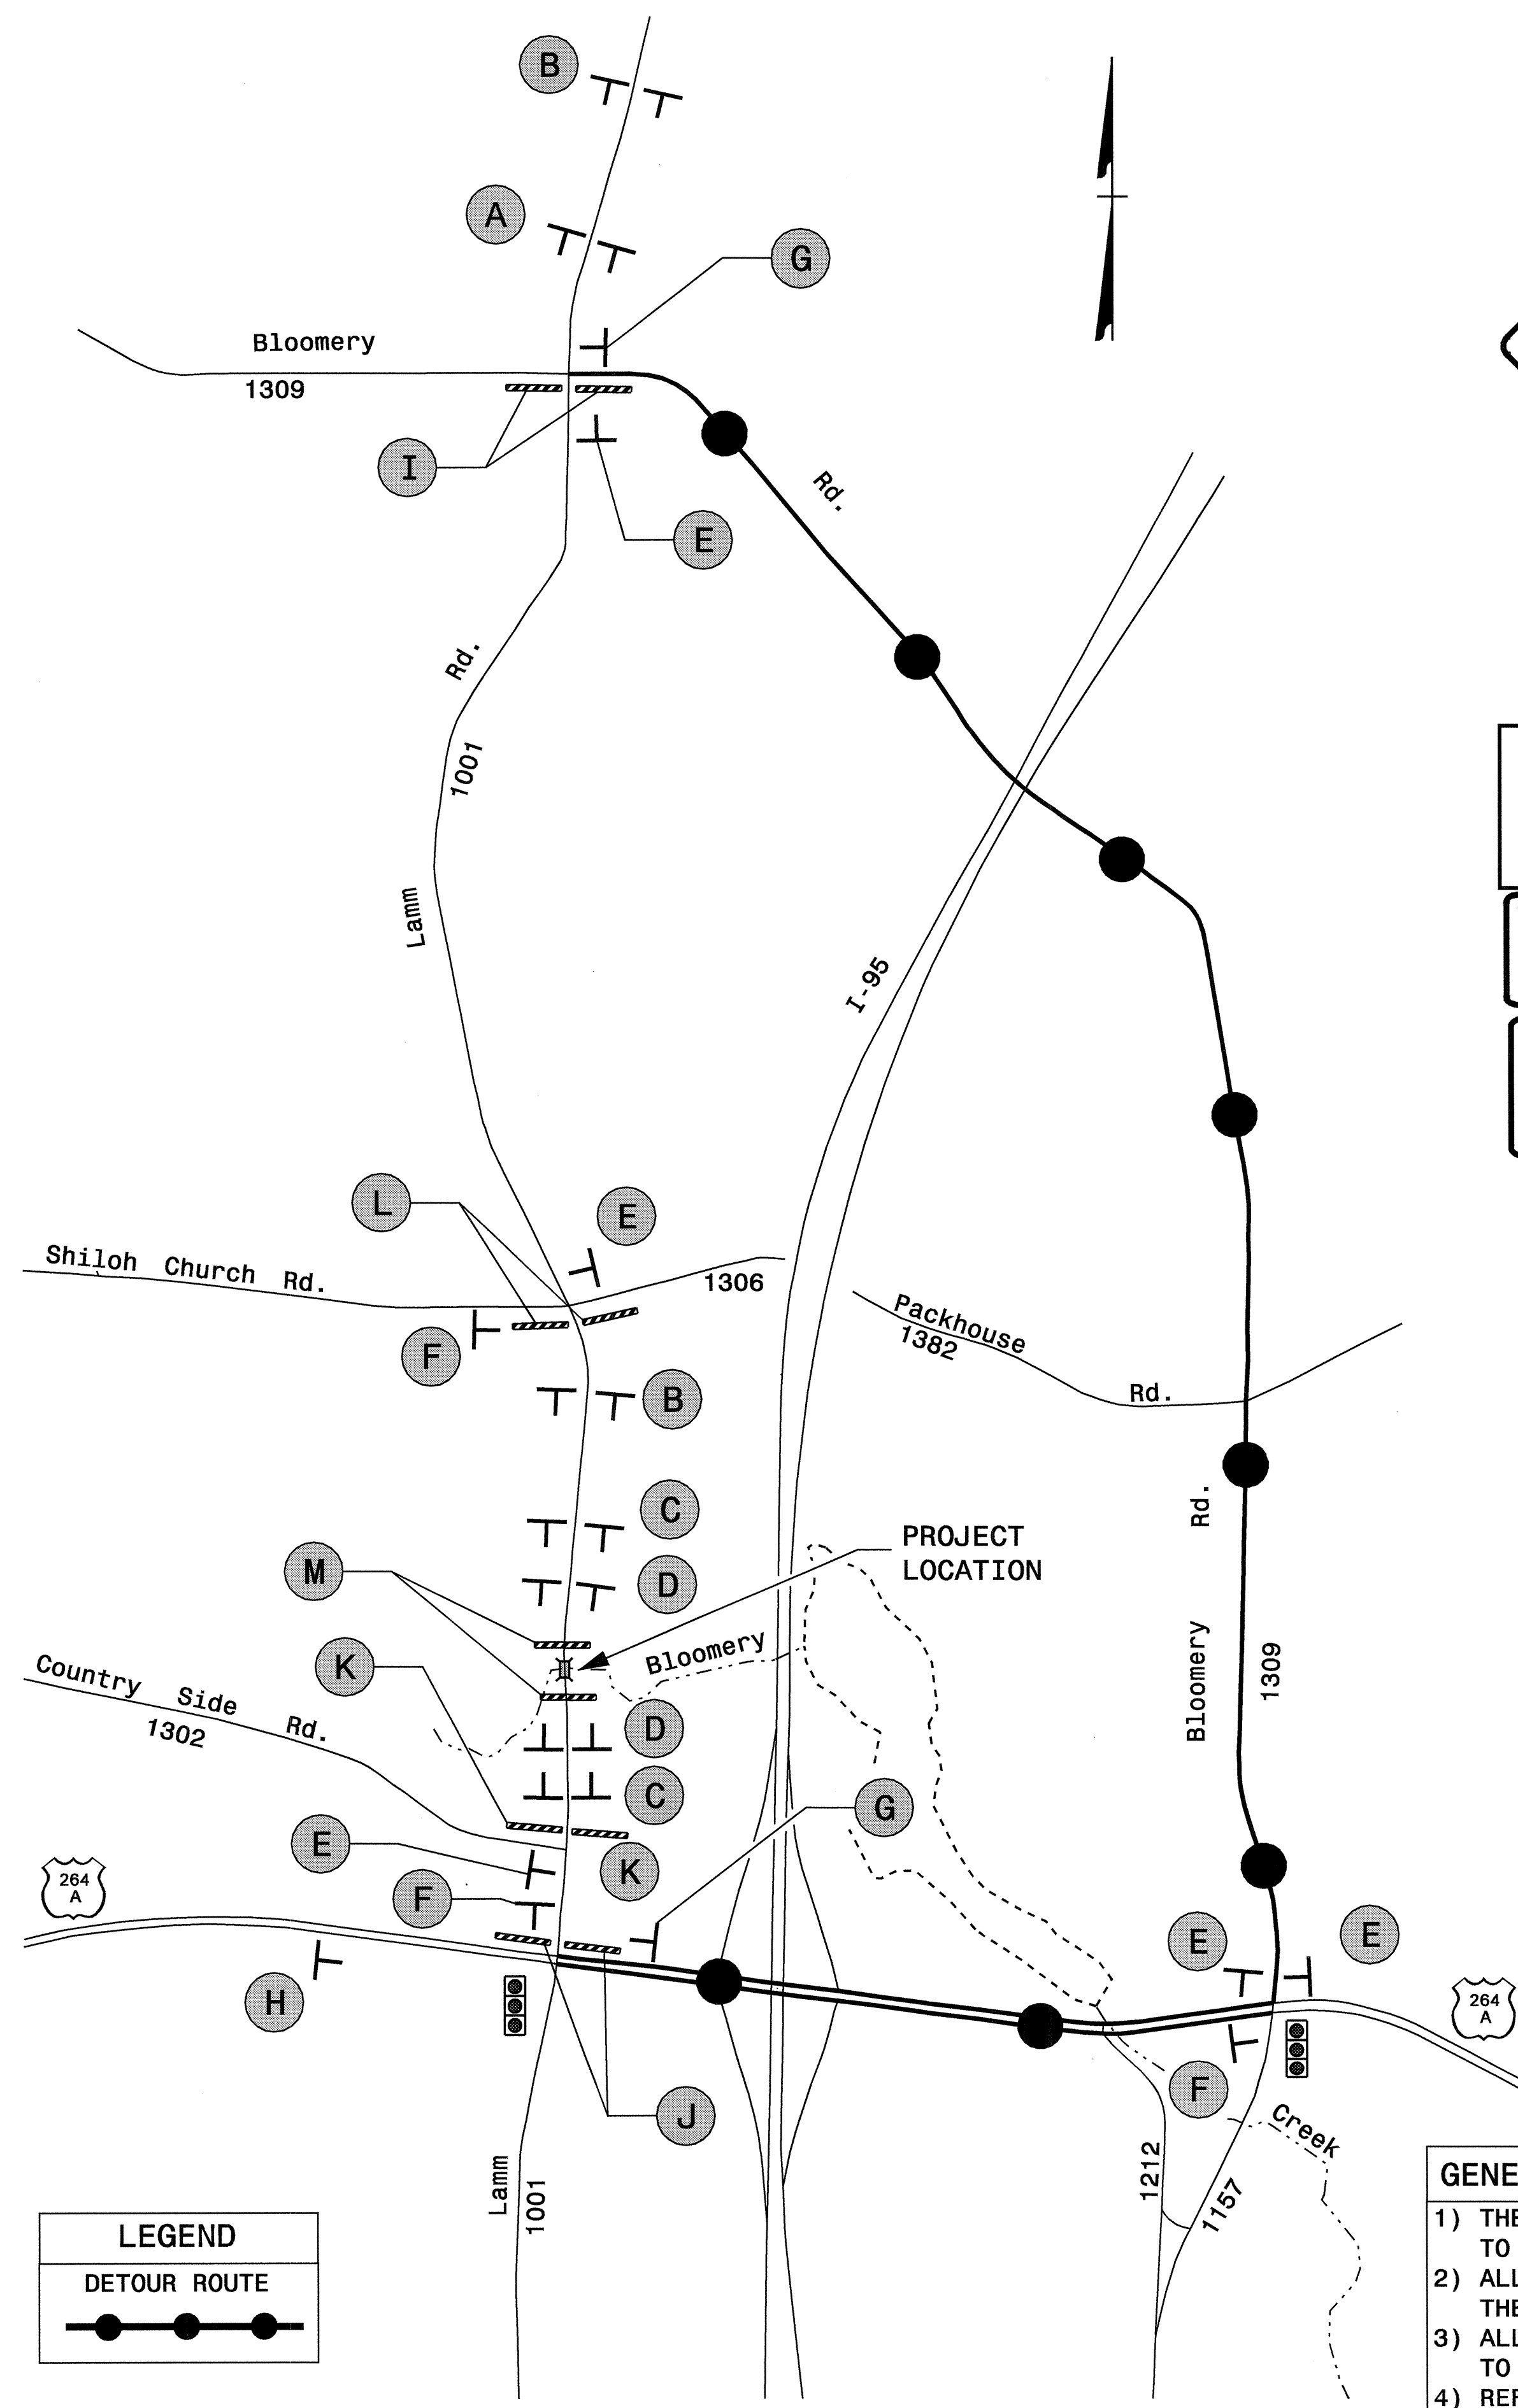 B
A
G
Bloomery
1309
I
E
Rd.
Rd.
1001
Lamm
I-95
L
E
Shiloh Church Rd.
1306
F
Packhouse
1382
Rd.
B
C
Rd.
PROJECT
LOCATION
M
D
Bloomery
K
Country Side Rd.
1302
Bloomery
1309
D
C
G
E
K
F
264
A
E
E
H
264
A
J
F
Creek
Lamm
1001
1212
1157
GENE
1) THE
TO
2) ALL
THE
3) ALL
TO
4) REF
LEGEND
DETOUR ROUTE